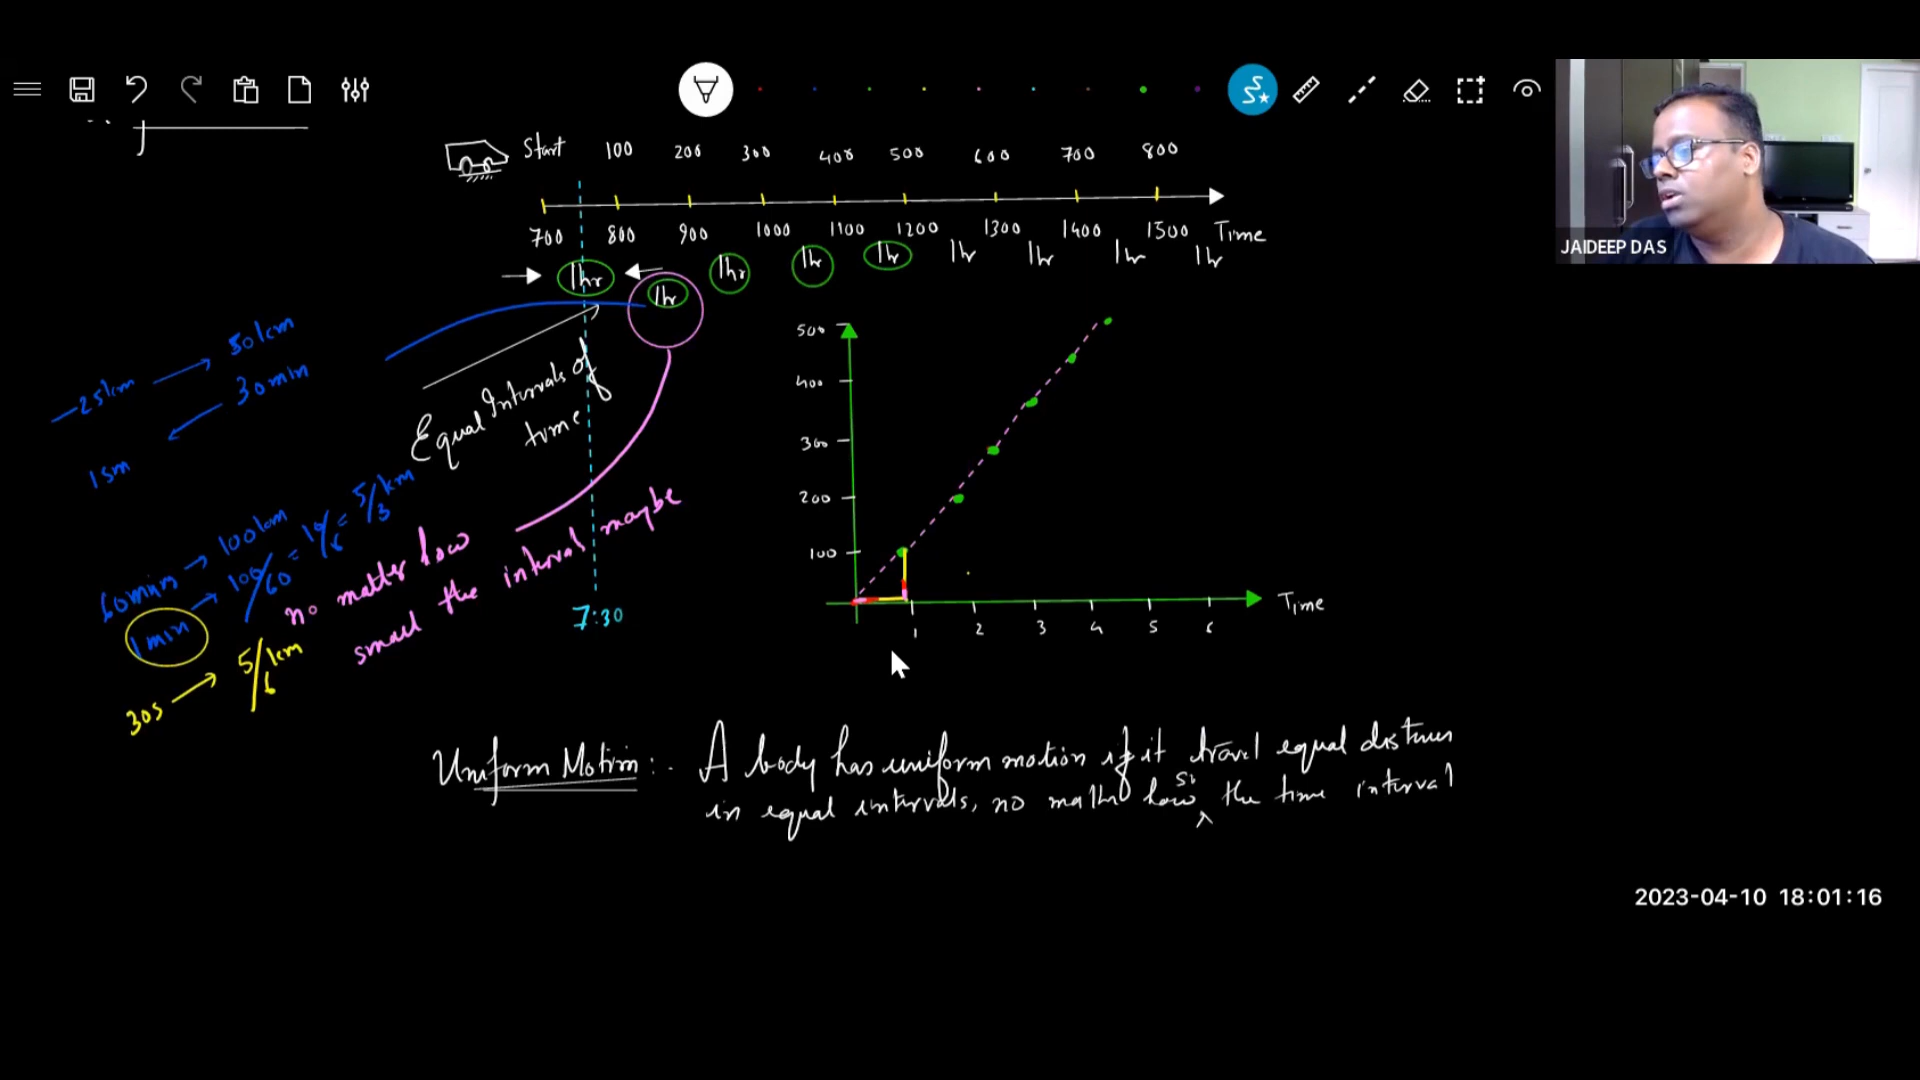 JAIDEEP DAS
Start 100 200 300 400 500 600 700 800
700 800 900 1000 1100 1200 1300 1400 1500 Time
1hr 1hr 1hr 1hr 1hr 1hr 1hr 1hr 1hr
25km 50km
30min
15m
Equal Intervals of
time
60mins 100km
1 min 100/60 = 10/6 = 5/3 km
30s 5/6 km
no matter how
small the interval maybe
7:30
500
400
300
200
100
1 2 3 4 5 6
Time
Uniform Motion :- A body has uniform motion if it travel equal distances
in equal intervals, no matter how the time interval
2023-04-10 18:01:16